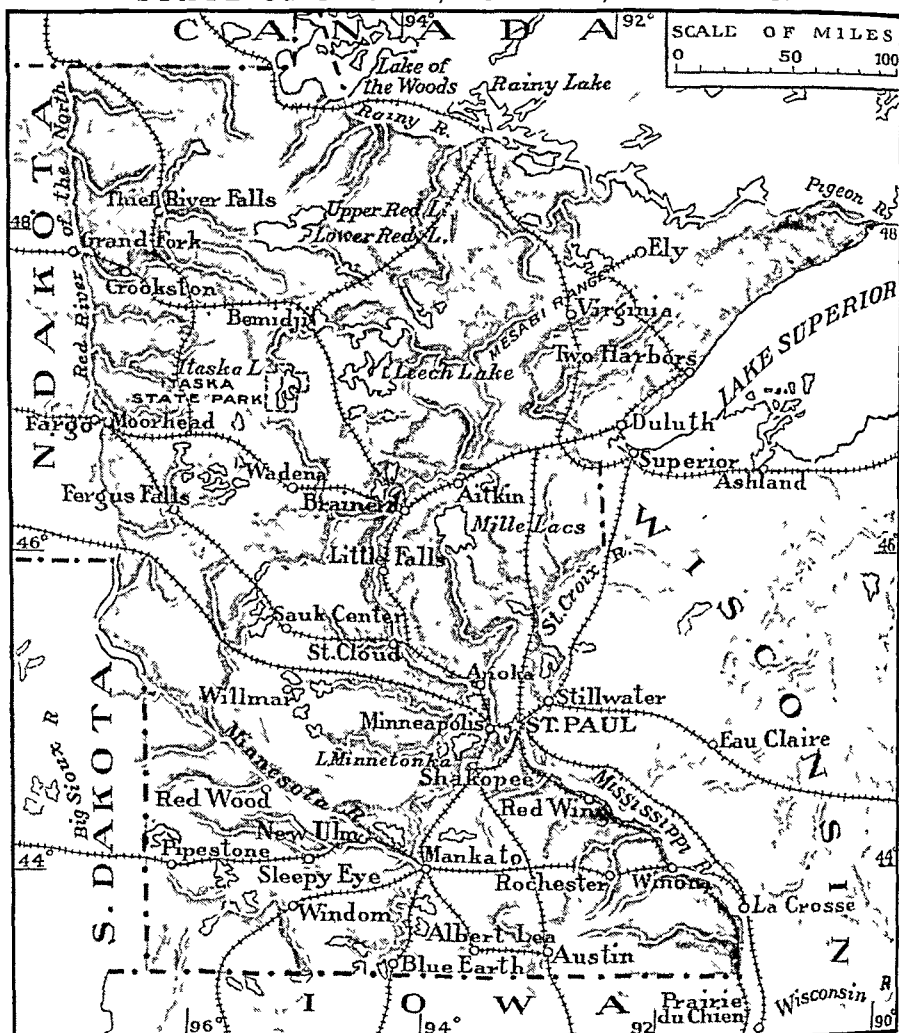 CANADA
94°
92°
SCALE OF MILES
0 50 100
Lake of
the Woods
Rainy Lake
Rainy R.
N. DAKOTA
Red River of the North
Pigeon R.
48°
48
Thief River Falls
Upper Red L.
Lower Red L.
Grand Fork
Ely
Crookston
Bemidji
MESABI RANGE
Virginia
Two Harbors
LAKE SUPERIOR
Itaska L
ITASKA
STATE PARK
Leech Lake
Fargo
Moorhead
Duluth
Superior
Ashland
Wadena
Fergus Falls
Brainerd
Aitkin
Mille Lacs
46°
46°
WISCONSIN
Little Falls
St. Croix R
Sauk Center
St. Cloud
Anoka
Willmar
Stillwater
Minneapolis
ST. PAUL
Eau Claire
L Minnetonka
Shakopee
S. DAKOTA
Big Sioux R
Minnesota R
Mississippi R
Red Wood
Red Wing
New Ulm
44°
44
Pipestone
Sleepy Eye
Mankato
Rochester
Winona
Windom
La Crosse
Albert Lea
Blue Earth
Austin
IOWA
Prairie
du Chien
Wisconsin R
96°
94°
92°
90°